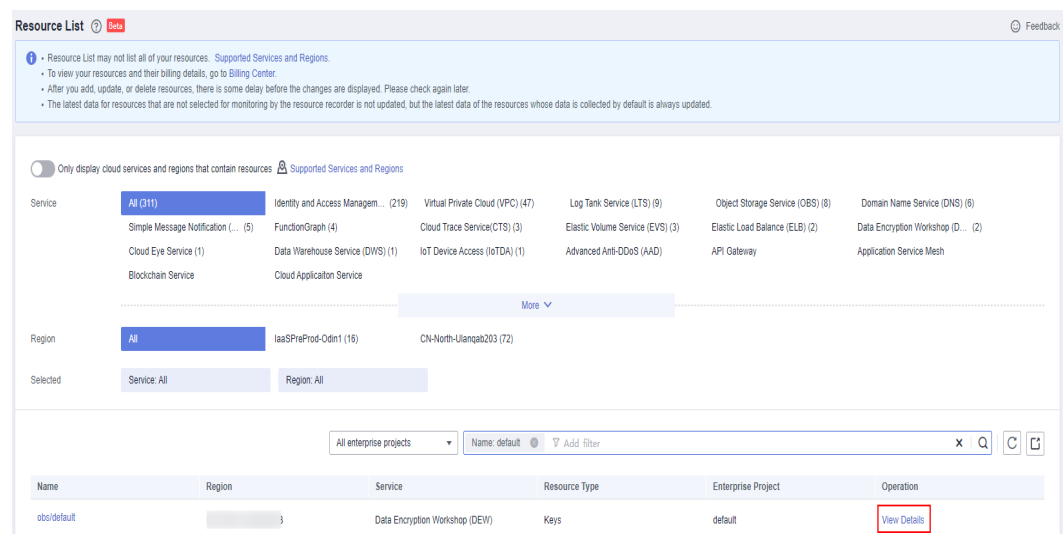 Resource List ? Beta
Feedback
• Resource List may not list all of your resources. Supported Services and Regions.
• To view your resources and their billing details, go to Billing Center.
• After you add, update, or delete resources, there is some delay before the changes are displayed. Please check again later.
• The latest data for resources that are not selected for monitoring by the resource recorder is not updated, but the latest data of the resources whose data is collected by default is always updated.
Only display cloud services and regions that contain resources Supported Services and Regions
Service All (311) Identity and Access Managem... (219) Virtual Private Cloud (VPC) (47) Log Tank Service (LTS) (9) Object Storage Service (OBS) (8) Domain Name Service (DNS) (6)
Simple Message Notification (... (5) FunctionGraph (4) Cloud Trace Service(CTS) (3) Elastic Volume Service (EVS) (3) Elastic Load Balance (ELB) (2) Data Encryption Workshop (D... (2)
Cloud Eye Service (1) Data Warehouse Service (DWS) (1) IoT Device Access (IoTDA) (1) Advanced Anti-DDoS (AAD) API Gateway Application Service Mesh
Blockchain Service Cloud Applicaiton Service
More
Region All IaaSPreProd-Odin1 (16) CN-North-Ulanqab203 (72)
Selected Service: All Region: All
All enterprise projects Name: default Add filter
Name Region Service Resource Type Enterprise Project Operation
obs/default Data Encryption Workshop (DEW) Keys default View Details